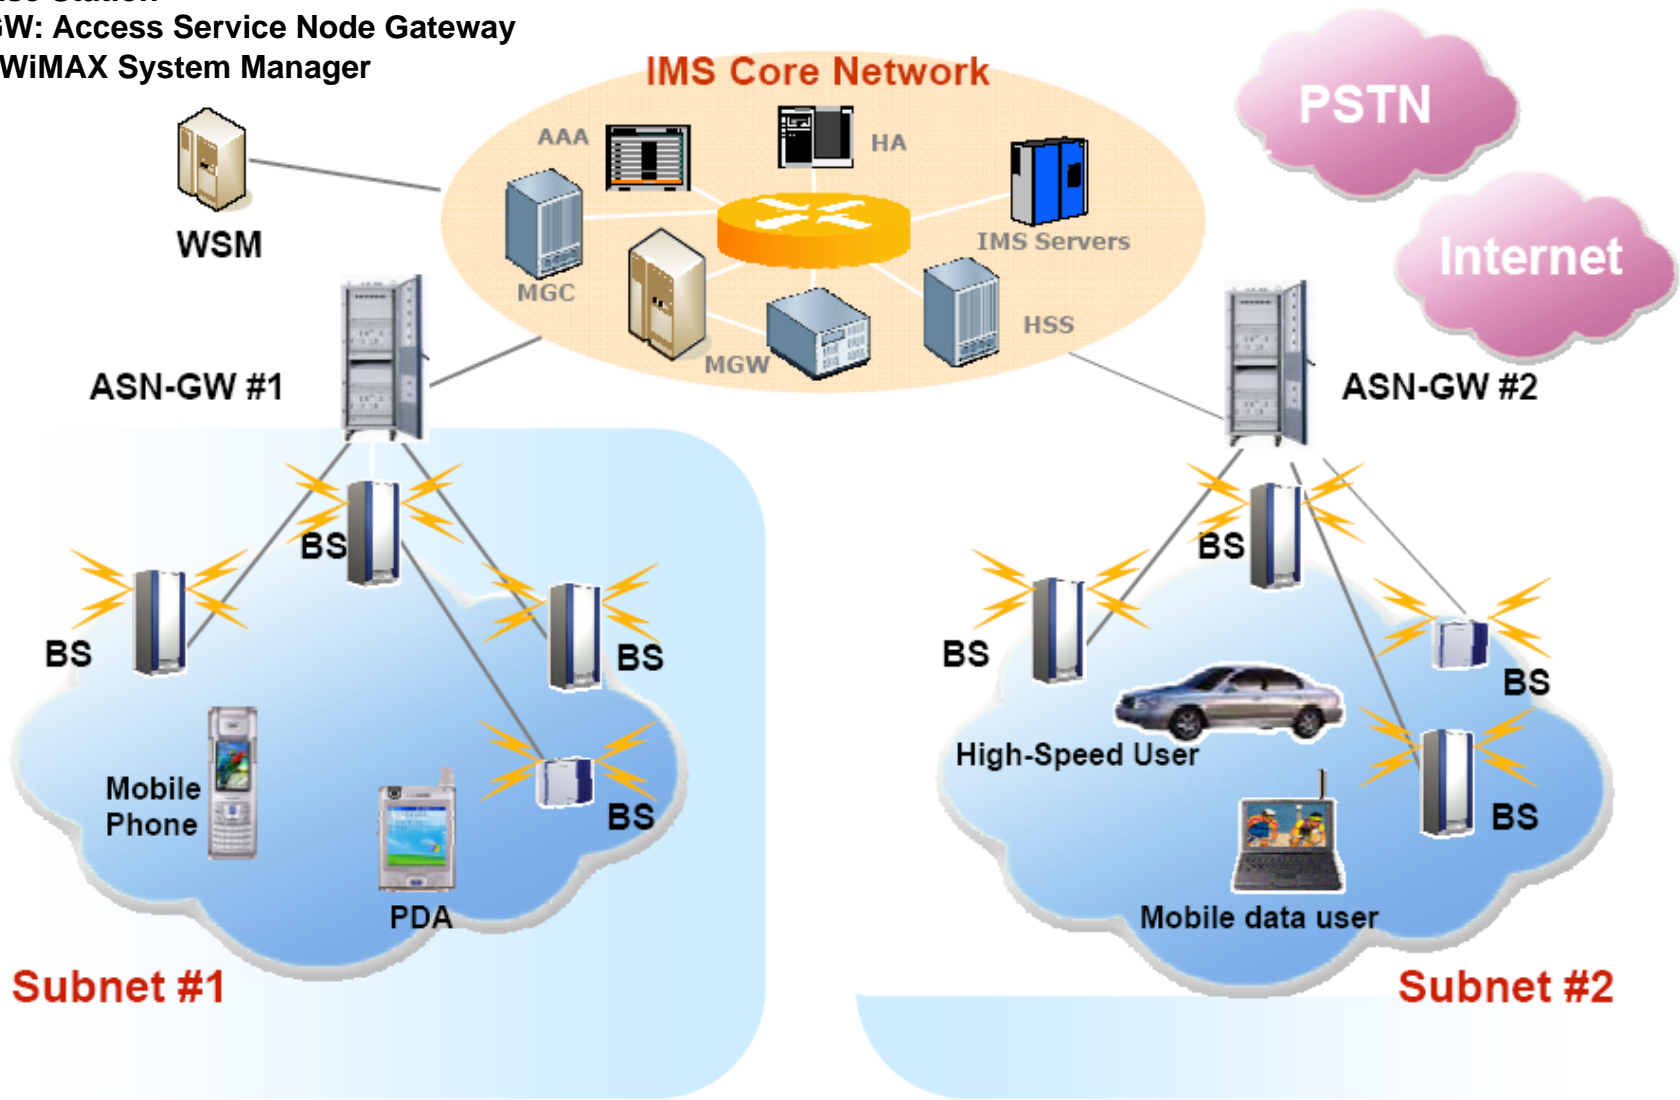 Station
GW: Access Service Node Gateway
WiMAX System Manager
IMS Core Network
PSTN
AAA
HA
WSM
IMS Servers
Internet
MGC
HSS
MGW
ASN-GW #1
ASN-GW #2
BS
BS
BS
BS
BS
BS
BS
High-Speed User
Mobile
Phone
BS
BS
PDA
Mobile data user
Subnet #1
Subnet #2